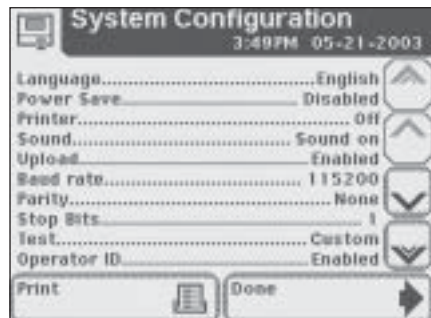 System Configuration
3:49PM 05-21-2003
Language..............................English
Power Save..........................Disabled
Printer......................................Off
Sound...............................Sound on
Upload..................................Enabled
Baud rate..............................115200
Parity......................................None
Stop Bits......................................1
Test......................................Custom
Operator ID..........................Enabled
Print
Done